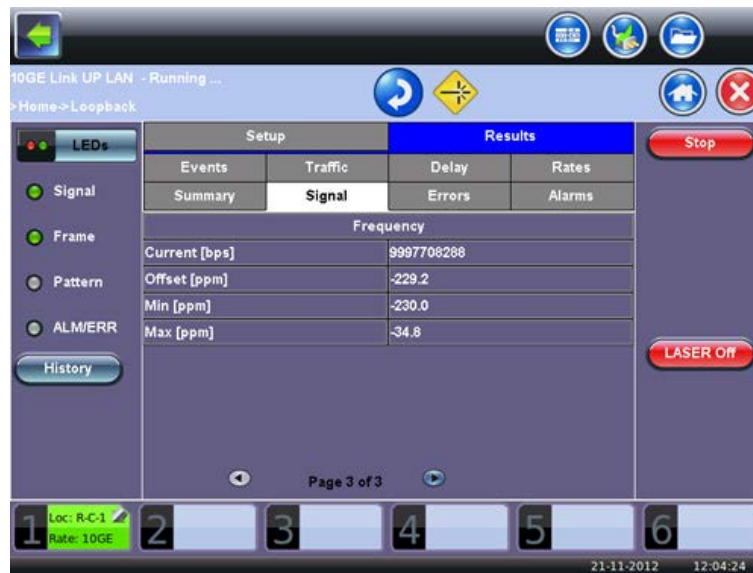 10GE Link UP LAN - Running ...
>Home->Loopback
LEDs
Setup
Results
Stop
Events
Traffic
Delay
Rates
Signal
Summary
Signal
Errors
Alarms
Frequency
Frame
Current [bps]
9997708288
Pattern
Offset [ppm]
-229.2
Min [ppm]
-230.0
ALM/ERR
Max [ppm]
-34.8
LASER Off
History
Page 3 of 3
1
Loc: R-C-1
Rate: 10GE
2
3
4
5
6
21-11-2012 12:04:24